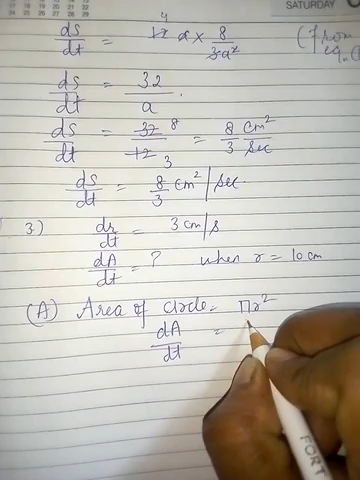 SATURDAY
dS/dt = 12 a × 8/3a² 4 (from eq.
dS/dt = 32/a .
dS/dt = 32 8/12 3 = 8/3 cm²/sec
dS/dt = 8/3 cm²/sec
3) dr/dt = 3 cm/s
dA/dt = ? when r = 10 cm
(A) Area of circle = πr²
dA/dt =
FORT